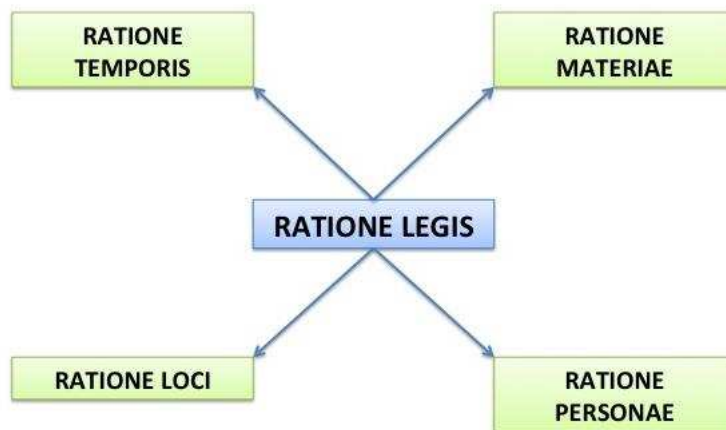 RATIONE
TEMPORIS
RATIONE
MATERIAE
RATIONE LEGIS
RATIONE LOCI
RATIONE
PERSONAE